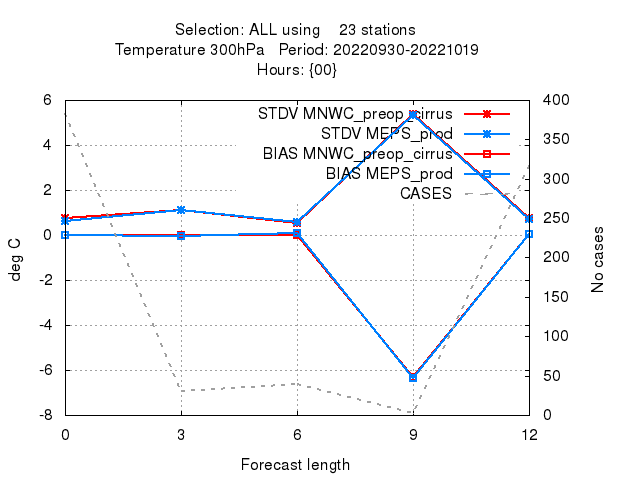 Selection: ALL using    23 stations
Temperature 300hPa   Period: 20220930-20221019
Hours: {00}
STDV MNWC_preop_cirrus
STDV MEPS_prod
BIAS MNWC_preop_cirrus
BIAS MEPS_prod
CASES
6
4
2
0
-2
-4
-6
-8
deg C
400
350
300
250
200
150
100
50
0
No cases
0 3 6 9 12
Forecast length